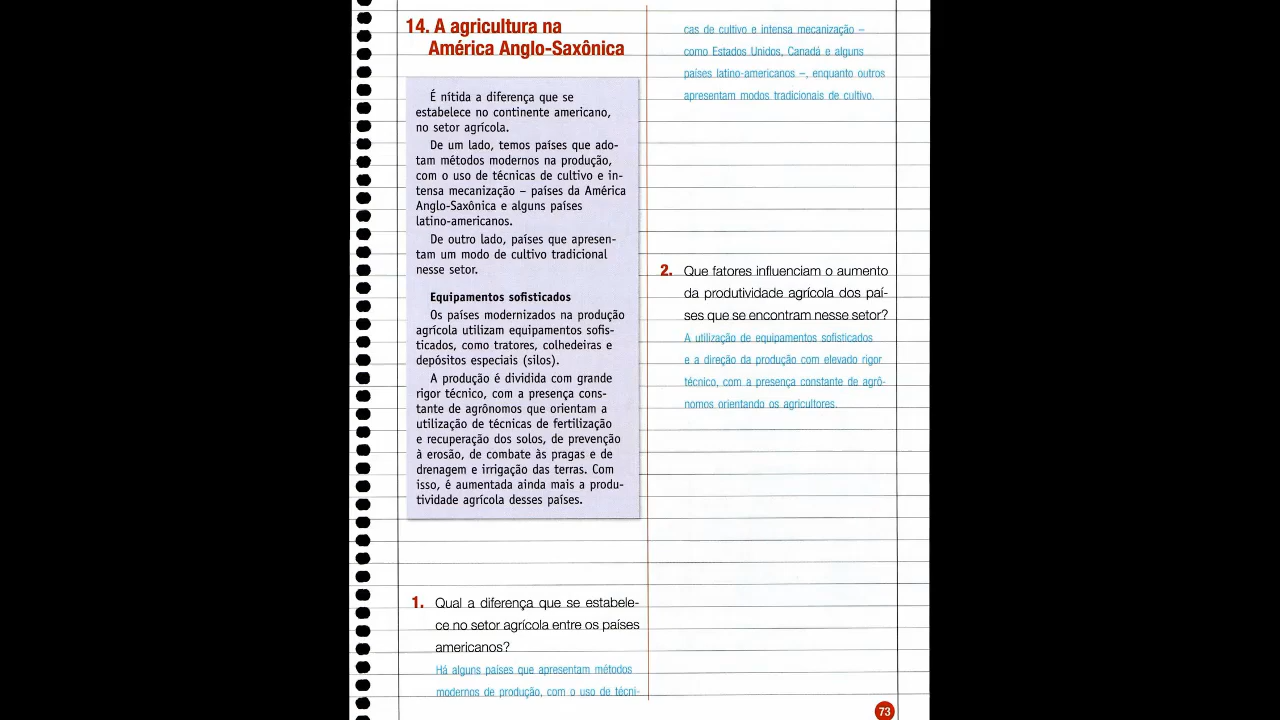 14. A agricultura na
América Anglo-Saxônica
É nítida a diferença que se
estabelece no continente americano,
no setor agrícola.
De um lado, temos países que ado-
tam métodos modernos na produção,
com o uso de técnicas de cultivo e in-
tensa mecanização – países da América
Anglo-Saxônica e alguns países
latino-americanos.
De outro lado, países que apresen-
tam um modo de cultivo tradicional
nesse setor.
Equipamentos sofisticados
Os países modernizados na produção
agrícola utilizam equipamentos sofis-
ticados, como tratores, colhedeiras e
depósitos especiais (silos).
A produção é dividida com grande
rigor técnico, com a presença cons-
tante de agrônomos que orientam a
utilização de técnicas de fertilização
e recuperação dos solos, de prevenção
à erosão, de combate às pragas e de
drenagem e irrigação das terras. Com
isso, é aumentada ainda mais a produ-
tividade agrícola desses países.
1. Qual a diferença que se estabele-
ce no setor agrícola entre os países
americanos?
Há alguns países que apresentam métodos
modernos de produção, com o uso de técni-
cas de cultivo e intensa mecanização –
como Estados Unidos, Canadá e alguns
países latino-americanos –, enquanto outros
apresentam modos tradicionais de cultivo.
2. Que fatores influenciam o aumento
da produtividade agrícola dos paí-
ses que se encontram nesse setor?
A utilização de equipamentos sofisticados
e a direção da produção com elevado rigor
técnico, com a presença constante de agrô-
nomos orientando os agricultores.
73